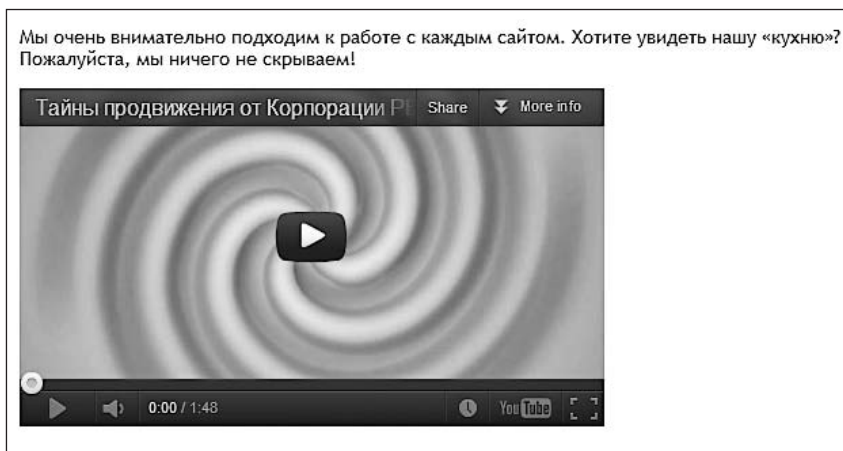 Мы очень внимательно подходим к работе с каждым сайтом. Хотите увидеть нашу «кухню»?
Пожалуйста, мы ничего не скрываем!
Тайны продвижения от Корпорации Share More info
0:00 / 1:48 YouTube